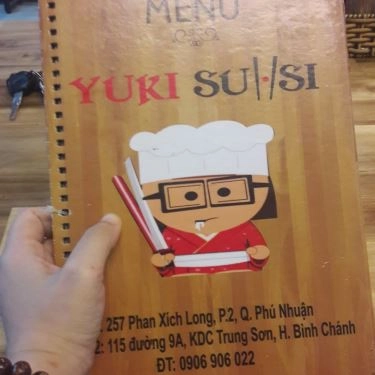 MENU
YUKI SUHSI
: 257 Phan Xích Long, P.2, Q. Phú Nhuận
2: 115 đường 9A, KDC Trung Sơn, H. Bình Chánh
ĐT: 0906 906 022